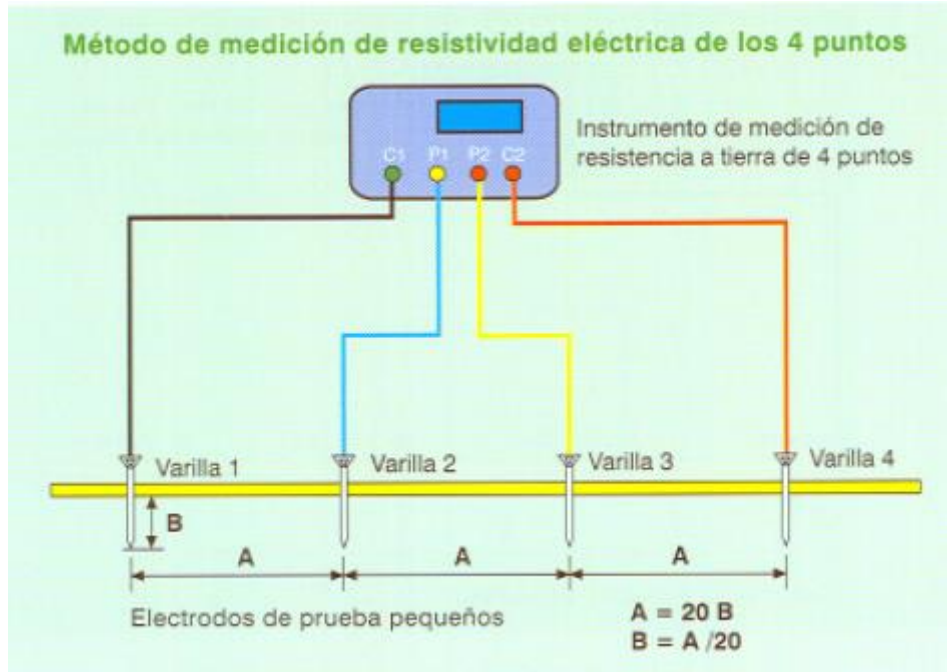 Método de medición de resistividad eléctrica de los 4 puntos
Instrumento de medición de
resistencia a tierra de 4 puntos
C1 P1 P2 C2
Varilla 1
Varilla 2
Varilla 3
Varilla 4
B
A
A
A
Electrodos de prueba pequeños
A = 20 B
B = A /20